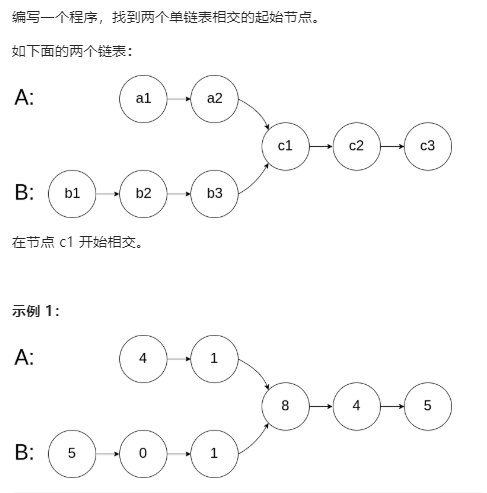 编写一个程序，找到两个单链表相交的起始节点。
如下面的两个链表：
A: a1 a2
c1 c2 c3
B: b1 b2 b3
在节点 c1 开始相交。
示例 1：
A: 4 1
8 4 5
B: 5 0 1